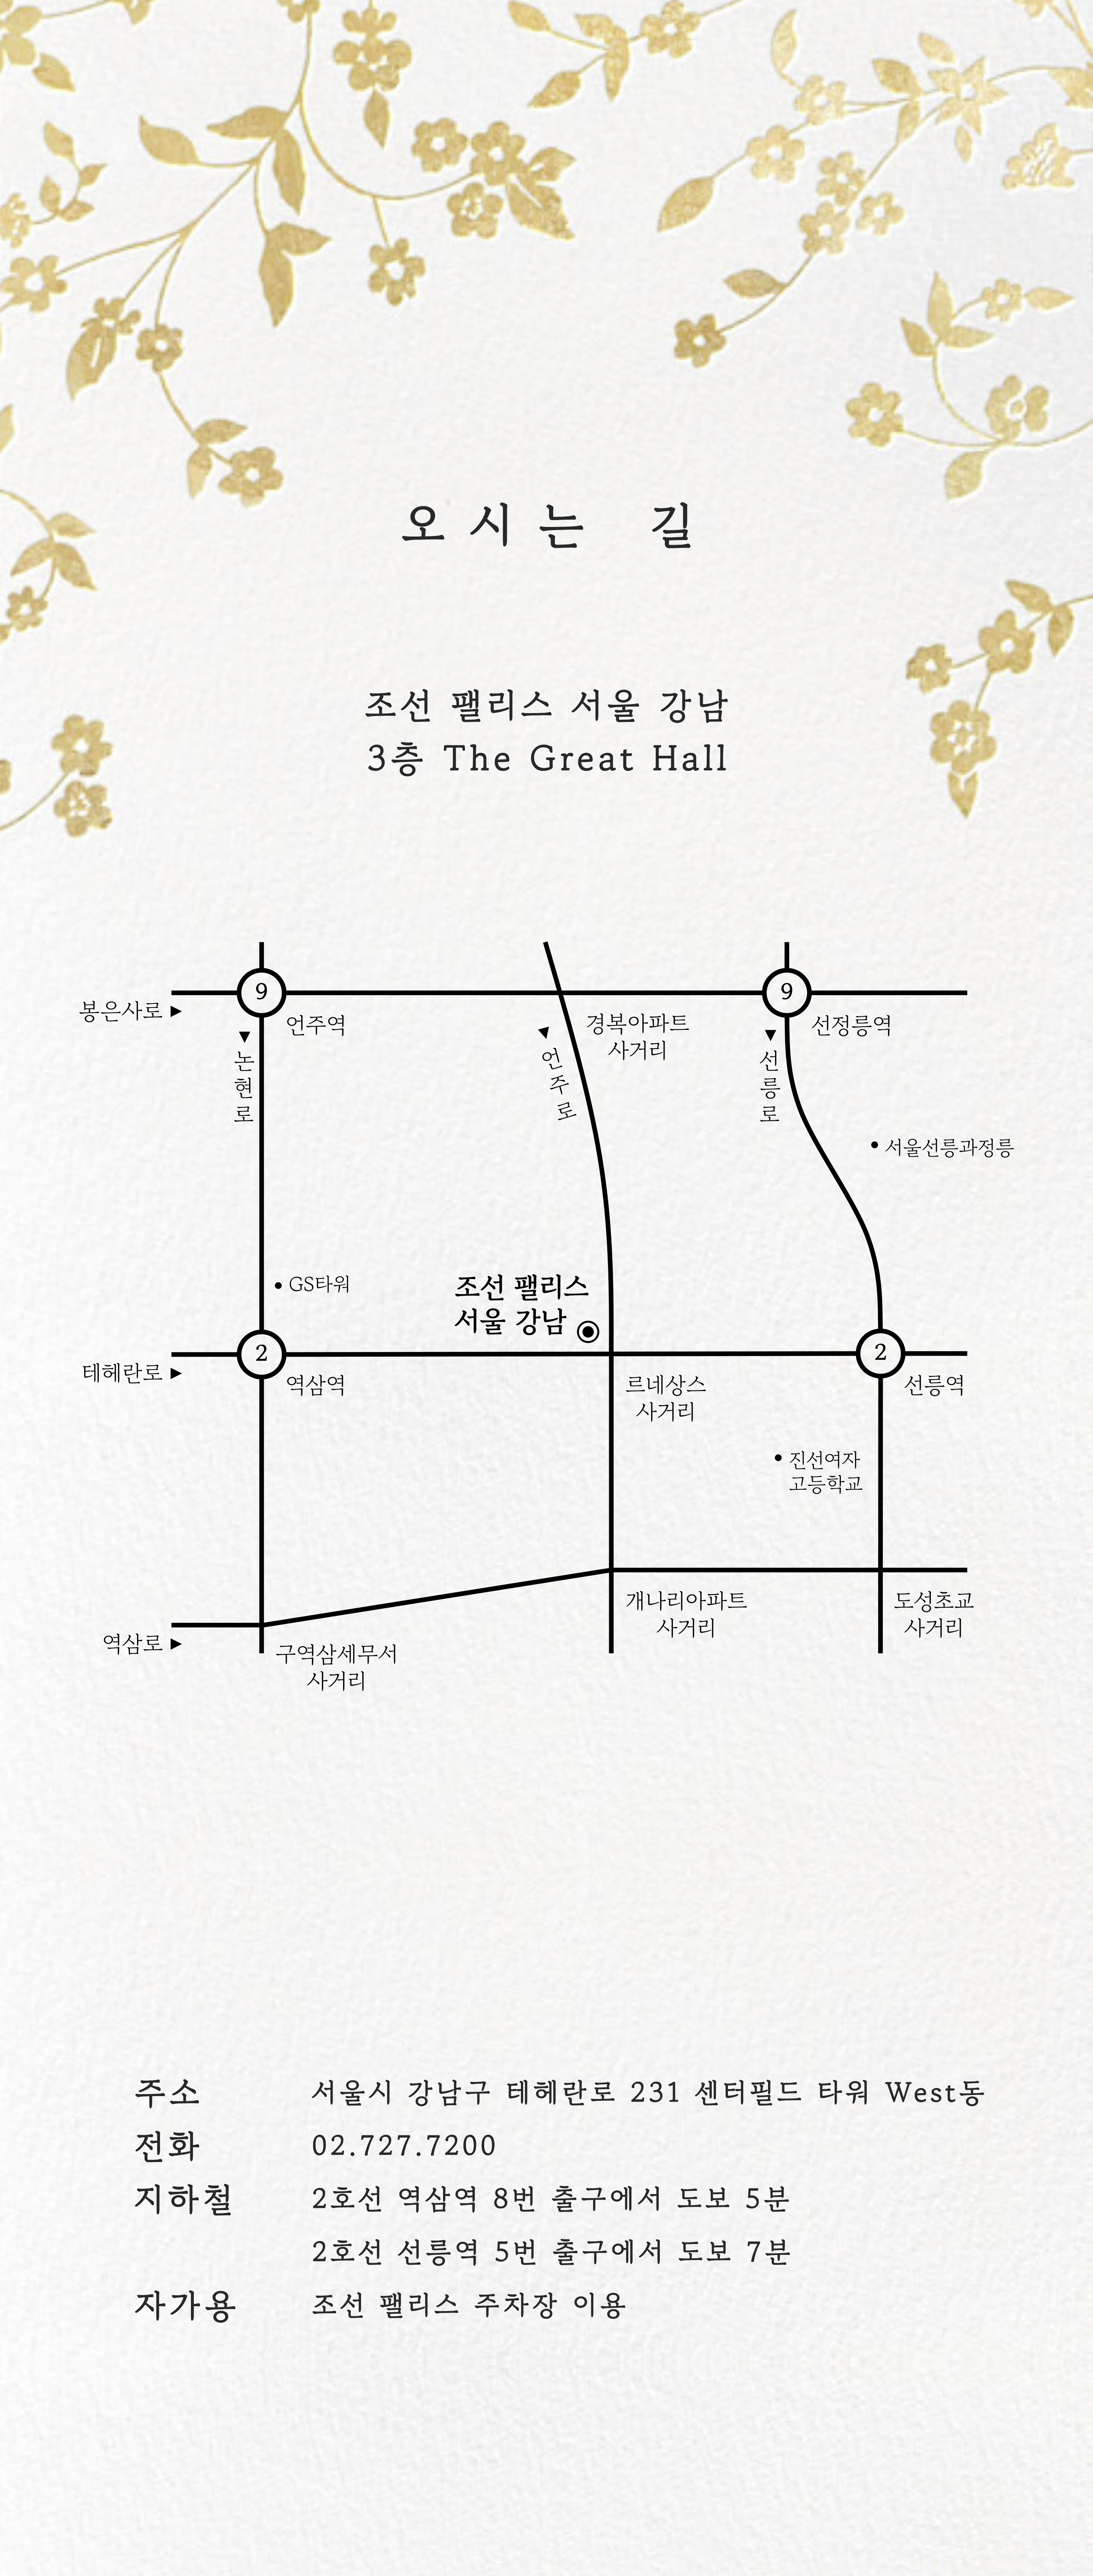 오시는 길
조선 팰리스 서울 강남
3층 The Great Hall
9
9
봉은사로 ▶
언주역
경복아파트
사거리
선정릉역
▼
논
현
로
▼
언
주
로
▼
선
릉
로
• 서울선릉과정릉
• GS타워
조선 팰리스
서울 강남
2
2
테헤란로 ▶
역삼역
르네상스
사거리
선릉역
• 진선여자
고등학교
개나리아파트
사거리
도성초교
사거리
역삼로 ▶
구역삼세무서
사거리
주소 서울시 강남구 테헤란로 231 센터필드 타워 West동
전화 02.727.7200
지하철 2호선 역삼역 8번 출구에서 도보 5분
2호선 선릉역 5번 출구에서 도보 7분
자가용 조선 팰리스 주차장 이용